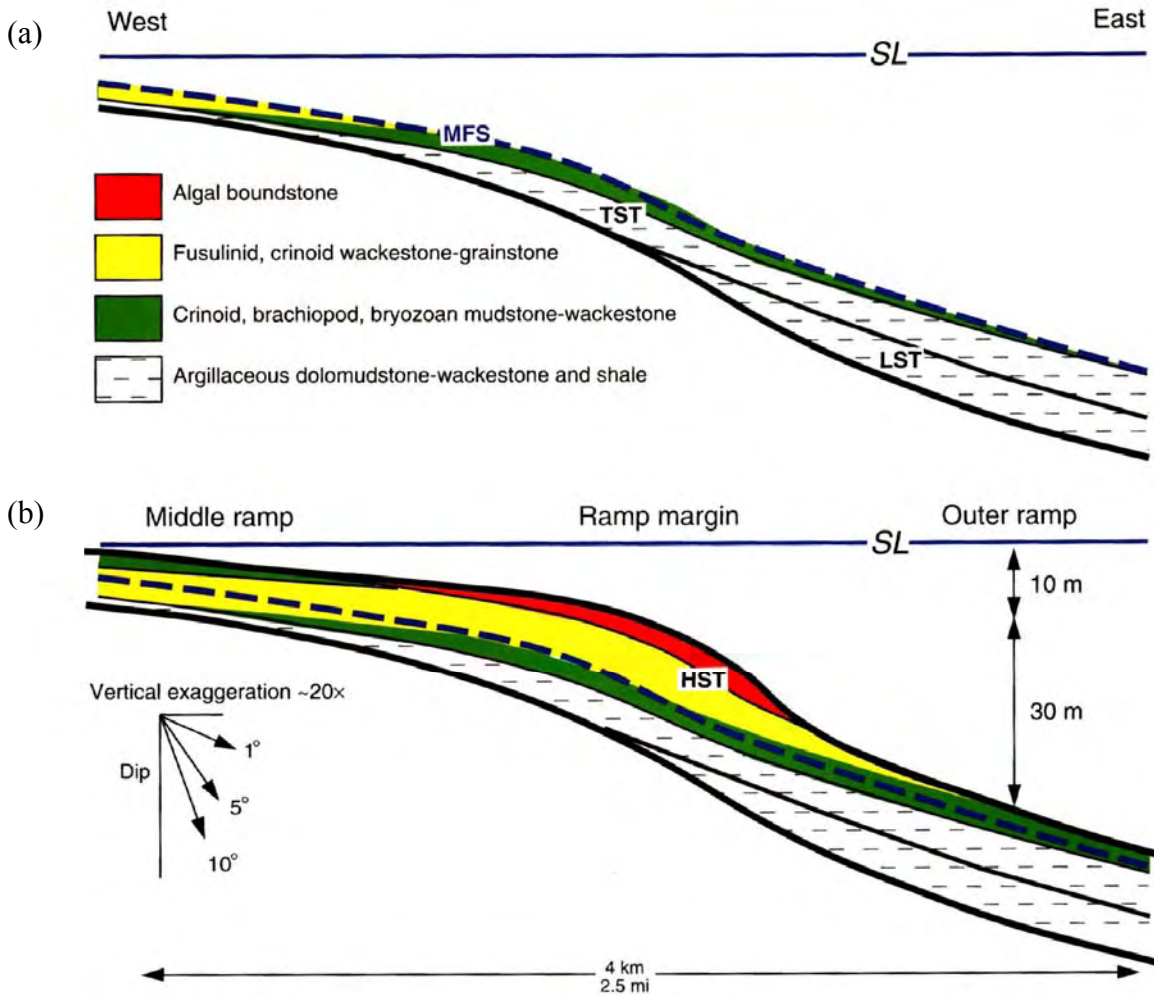 (a)
West
East
SL
MFS
Algal boundstone
TST
Fusulinid, crinoid wackestone-grainstone
Crinoid, brachiopod, bryozoan mudstone-wackestone
LST
Argillaceous dolomudstone-wackestone and shale
(b)
Middle ramp
Ramp margin
Outer ramp
SL
10 m
HST
Vertical exaggeration ~20×
30 m
1°
Dip
5°
10°
4 km
2.5 mi